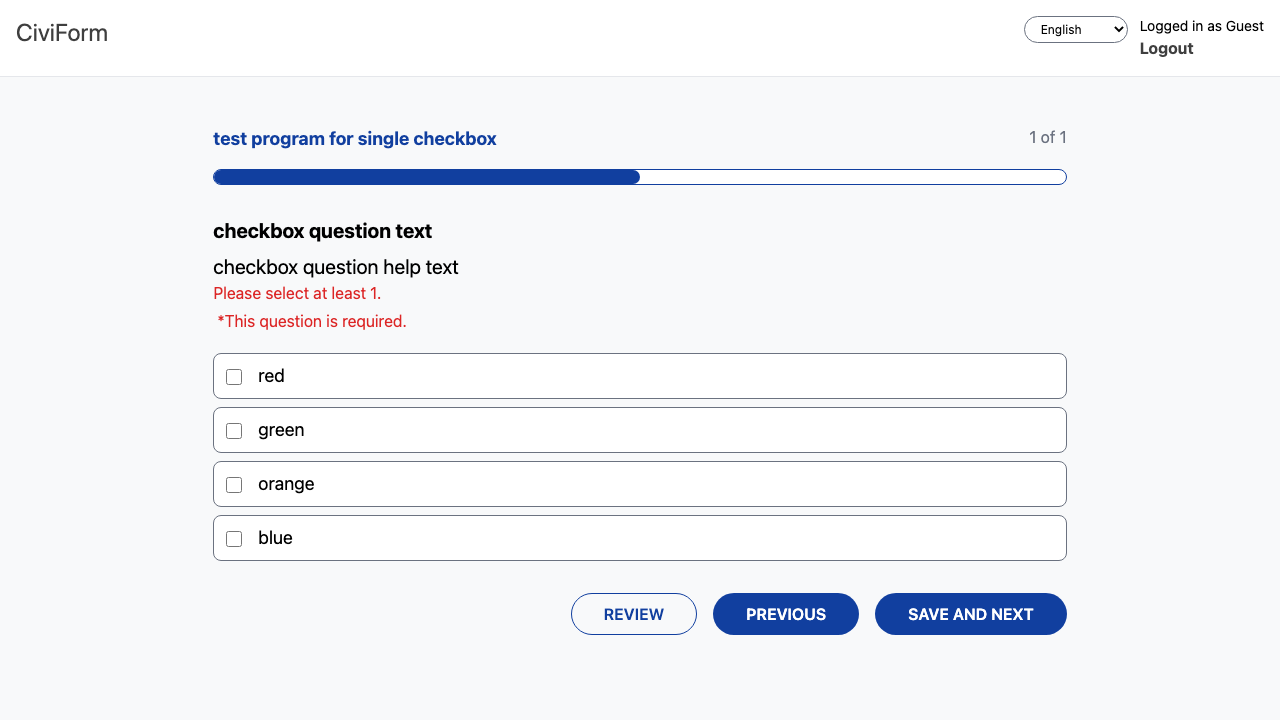 CiviForm
English
Logged in as Guest
Logout
test program for single checkbox
1 of 1
checkbox question text
checkbox question help text
Please select at least 1.
*This question is required.
red
green
orange
blue
REVIEW
PREVIOUS
SAVE AND NEXT